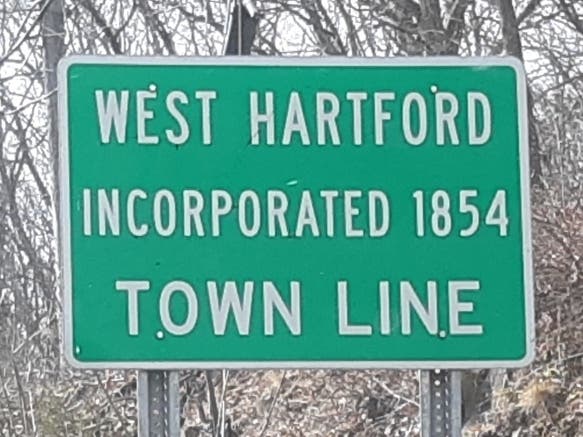 WEST HARTFORD
INCORPORATED 1854
TOWN LINE